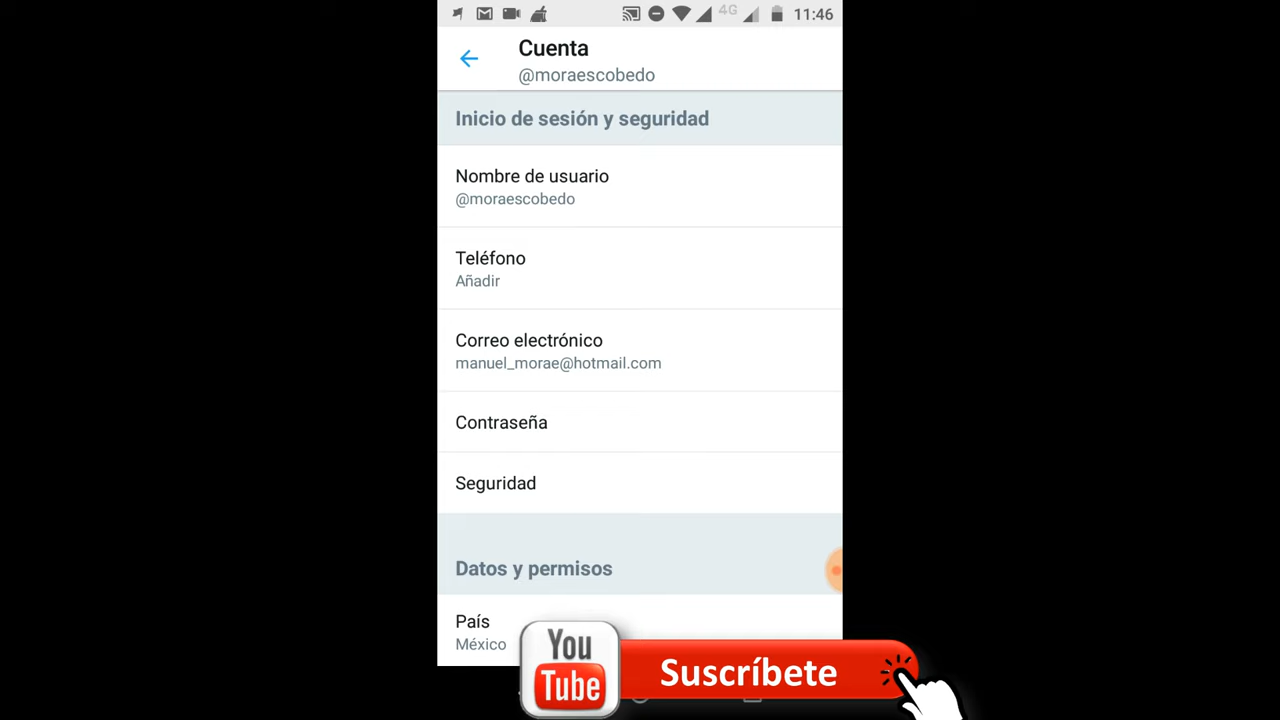 4G 11:46
Cuenta
@moraescobedo
Inicio de sesión y seguridad
Nombre de usuario
@moraescobedo
Teléfono
Añadir
Correo electrónico
manuel_morae@hotmail.com
Contraseña
Seguridad
Datos y permisos
País
México
You
Tube
Suscríbete